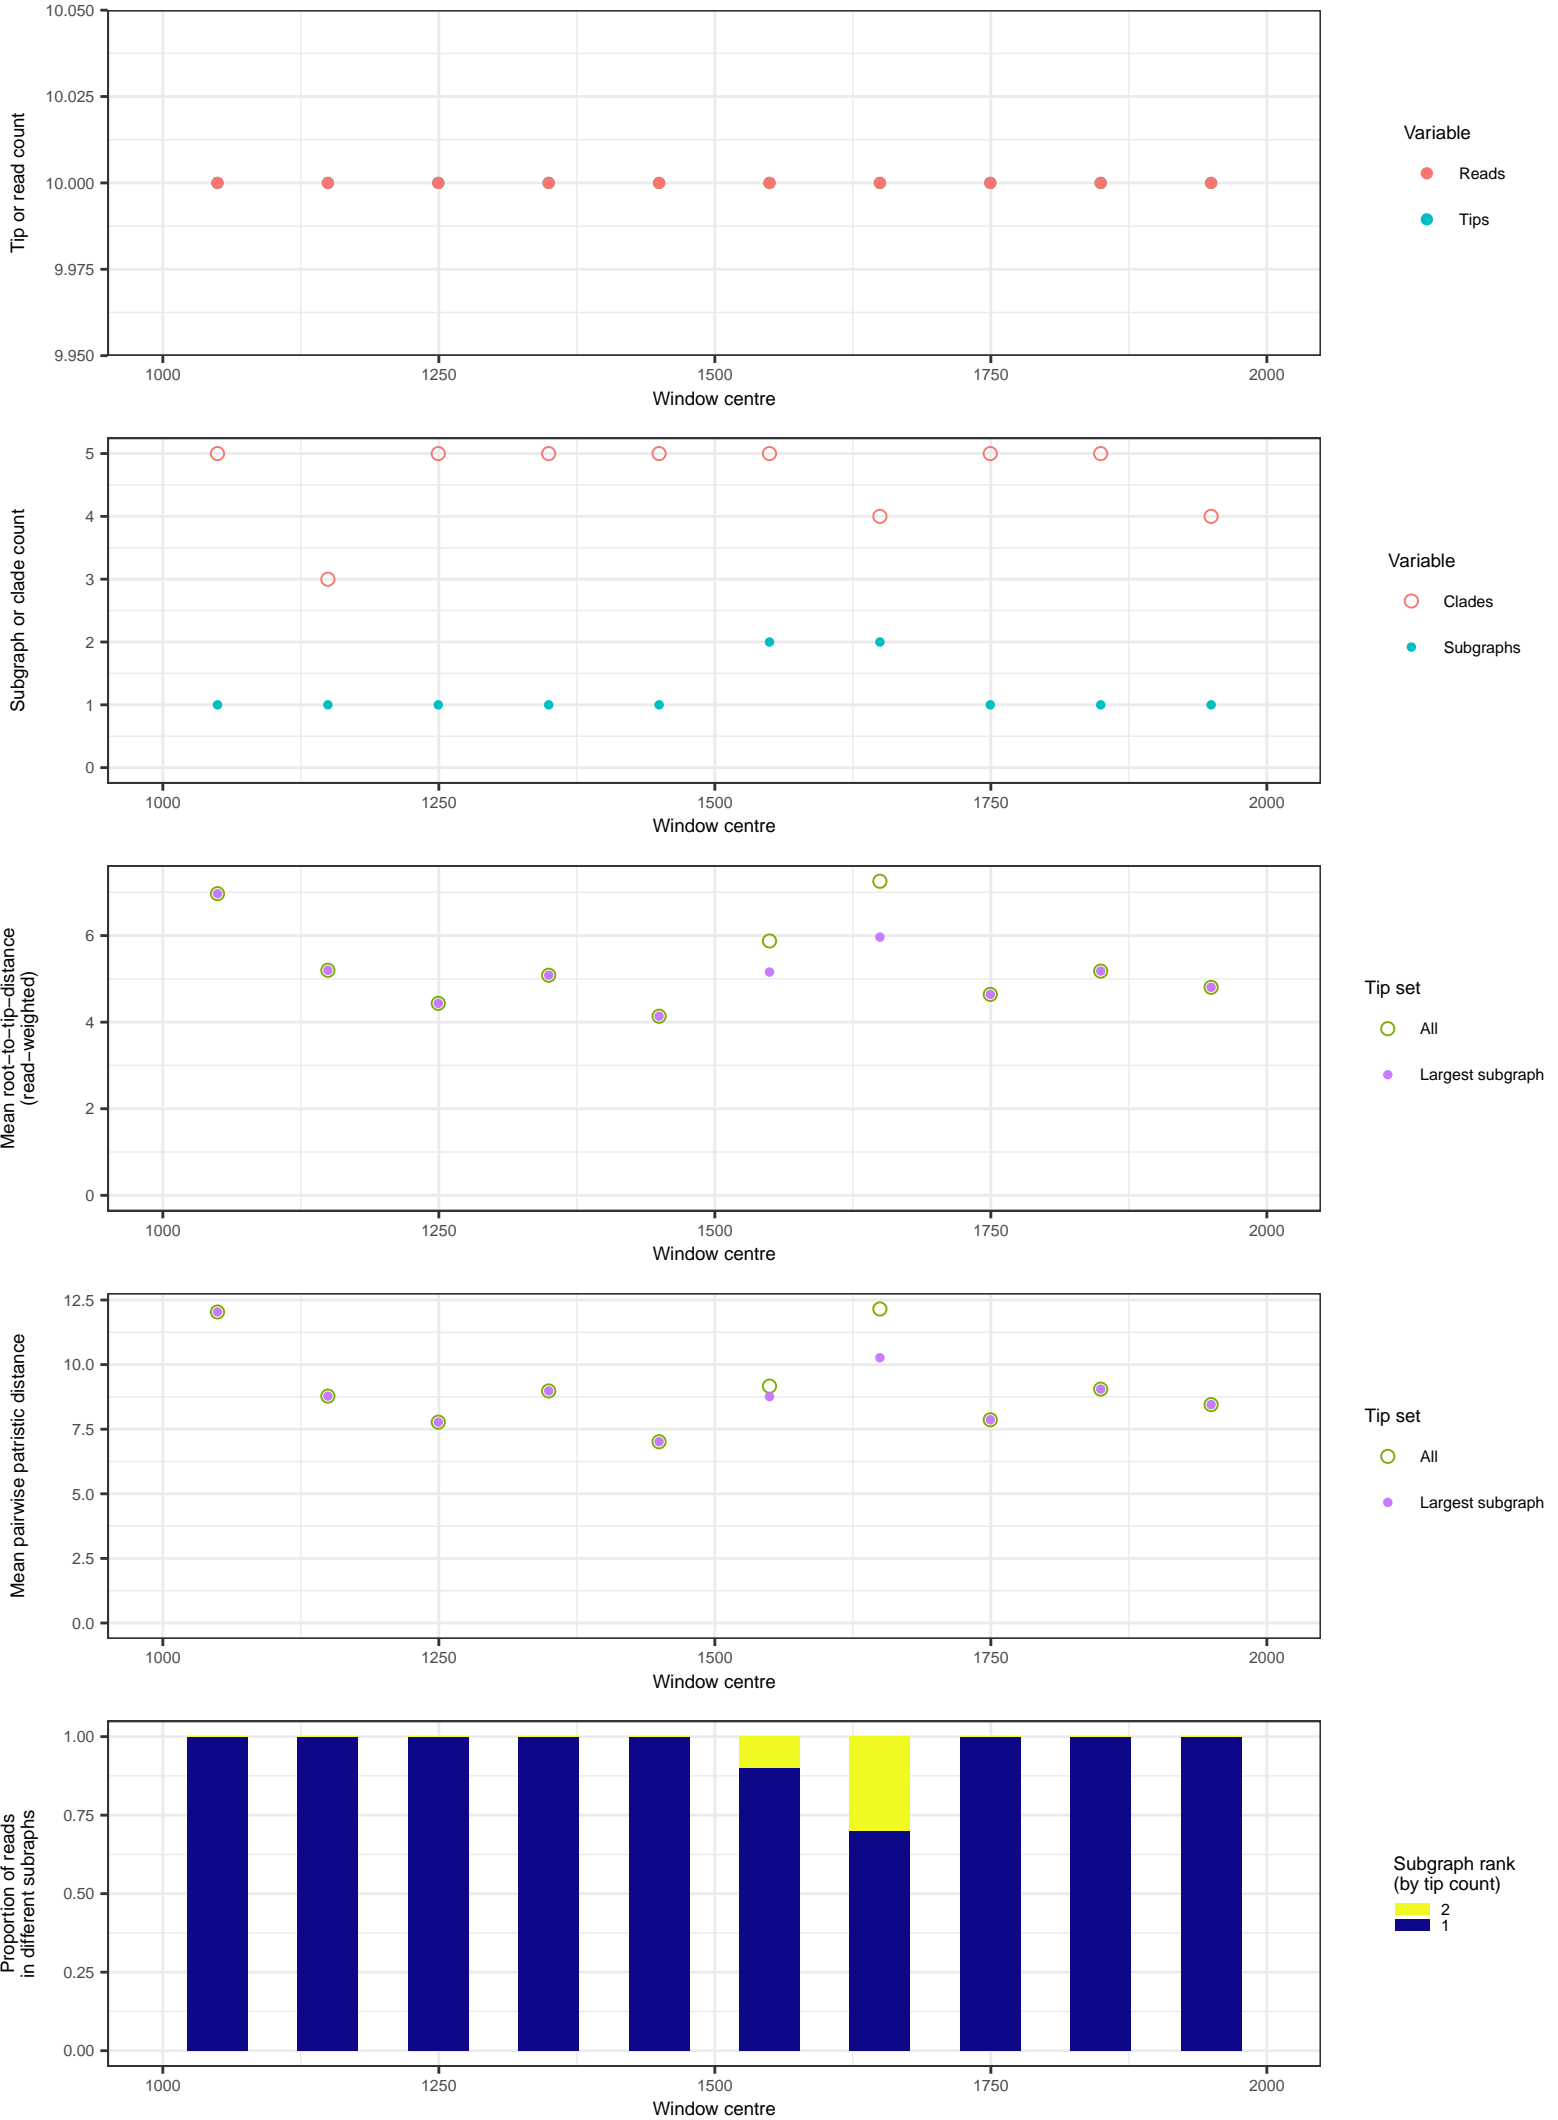 10.050
10.025
10.000
9.975
9.950
Tip or read count
1000 1250 1500 1750 2000
Window centre
Variable
Reads
Tips
5
4
3
2
1
0
Subgraph or clade count
1000 1250 1500 1750 2000
Window centre
Variable
Clades
Subgraphs
6
4
2
0
Mean root−to−tip−distance
(read−weighted)
1000 1250 1500 1750 2000
Window centre
Tip set
All
Largest subgraph
12.5
10.0
7.5
5.0
2.5
0.0
Mean pairwise patristic distance
1000 1250 1500 1750 2000
Window centre
Tip set
All
Largest subgraph
1.00
0.75
0.50
0.25
0.00
Proportion of reads
in different subraphs
1000 1250 1500 1750 2000
Window centre
Subgraph rank
(by tip count)
2
1